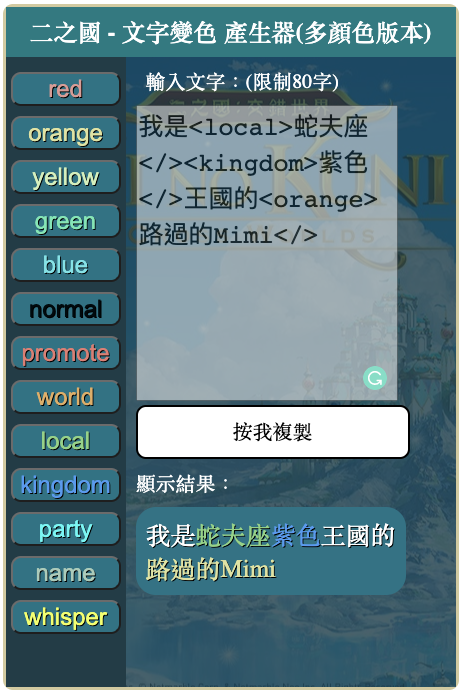 二之國 - 文字變色 產生器(多顏色版本)
red
orange
yellow
green
blue
normal
promote
world
local
kingdom
party
name
whisper
輸入文字：(限制80字)
我是<local>蛇夫座
</><kingdom>紫色
</>王國的<orange>
路過的Mimi</>
按我複製
顯示結果：
我是蛇夫座紫色王國的
路過的Mimi